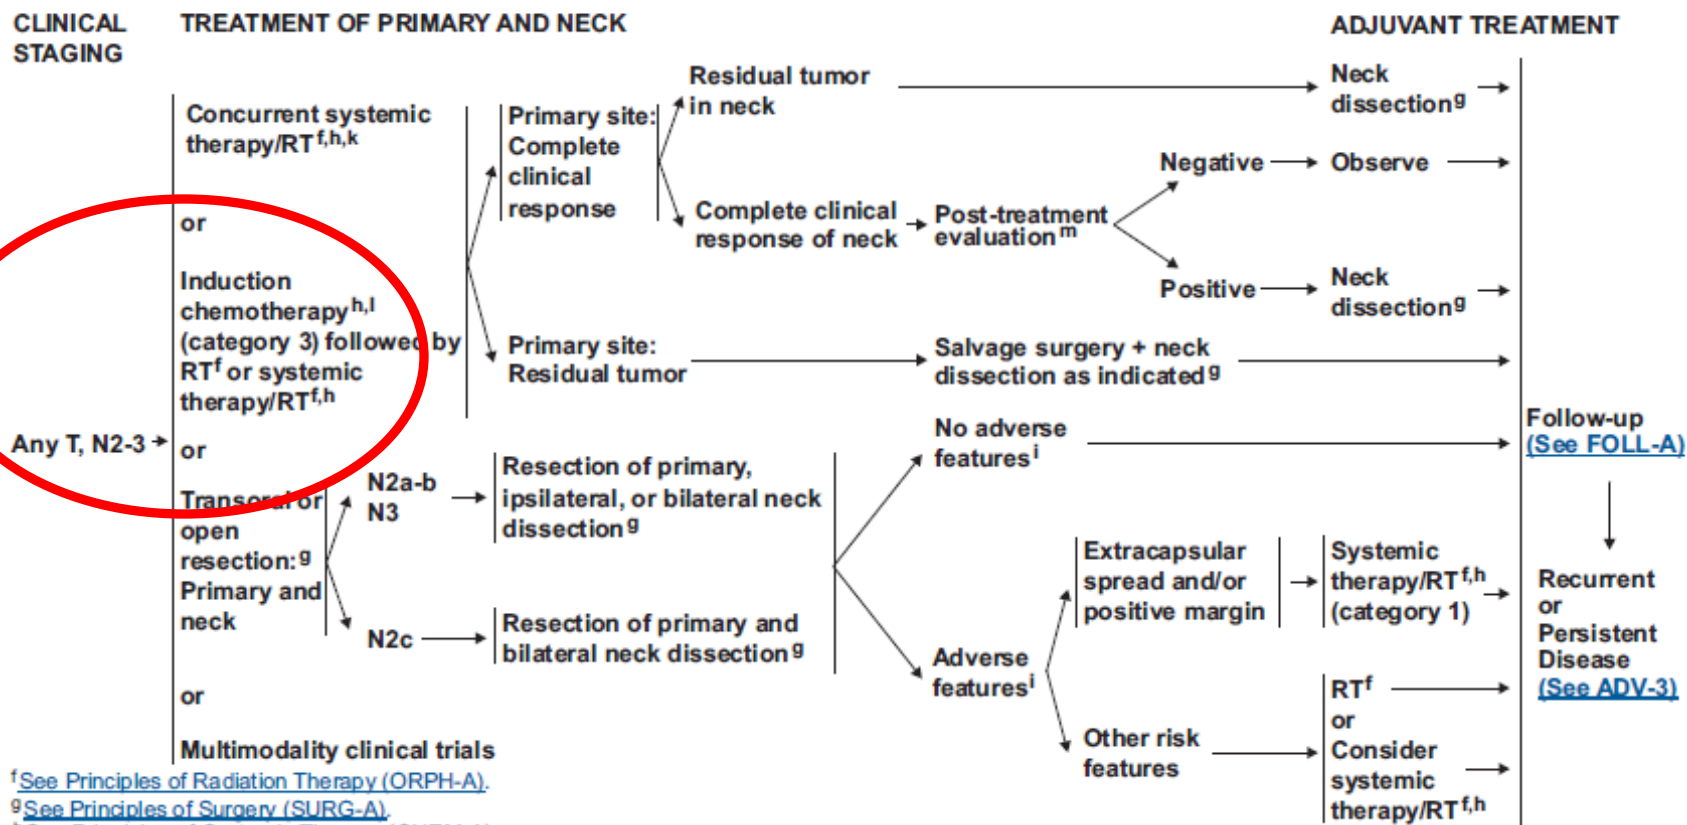 CLINICAL
STAGING
TREATMENT OF PRIMARY AND NECK
ADJUVANT TREATMENT
Any T, N2-3
Concurrent systemic
therapy/RTf,h,k
or
Induction
chemotherapyh,l
(category 3) followed by
RTf or systemic
therapy/RTf,h
or
Transoral or
open
resection:g
Primary and
neck
or
Multimodality clinical trials
Primary site:
Complete
clinical
response
Residual tumor
in neck
Neck
dissectiong
Complete clinical
response of neck
Post-treatment
evaluationm
Negative
Observe
Positive
Neck
dissectiong
Primary site:
Residual tumor
Salvage surgery + neck
dissection as indicatedg
N2a-b
N3
Resection of primary,
ipsilateral, or bilateral neck
dissectiong
N2c
Resection of primary and
bilateral neck dissectiong
No adverse
featuresi
Adverse
featuresi
Extracapsular
spread and/or
positive margin
Systemic
therapy/RTf,h
(category 1)
Other risk
features
RTf
or
Consider
systemic
therapy/RTf,h
Follow-up
(See FOLL-A)
Recurrent
or
Persistent
Disease
(See ADV-3)
fSee Principles of Radiation Therapy (ORPH-A).
gSee Principles of Surgery (SURG-A).